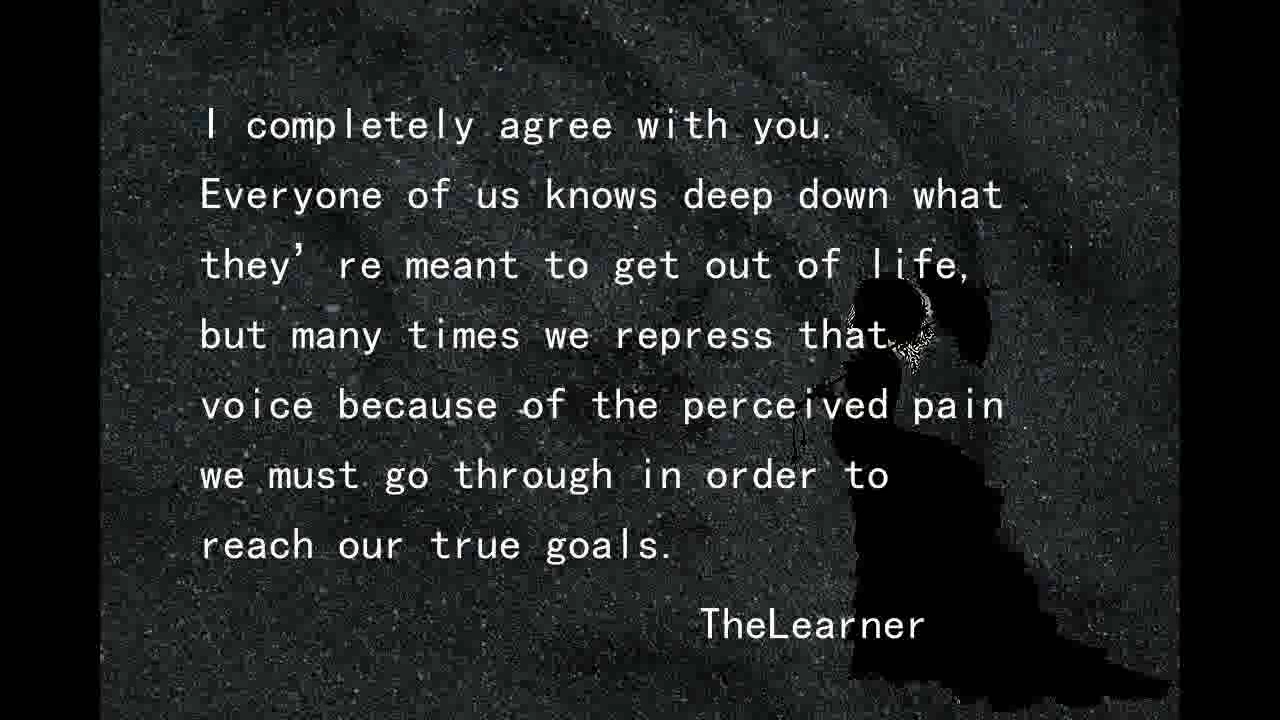 I completely agree with you.
Everyone of us knows deep down what
they’ re meant to get out of life,
but many times we repress that
voice because of the perceived pain
we must go through in order to
reach our true goals.
TheLearner